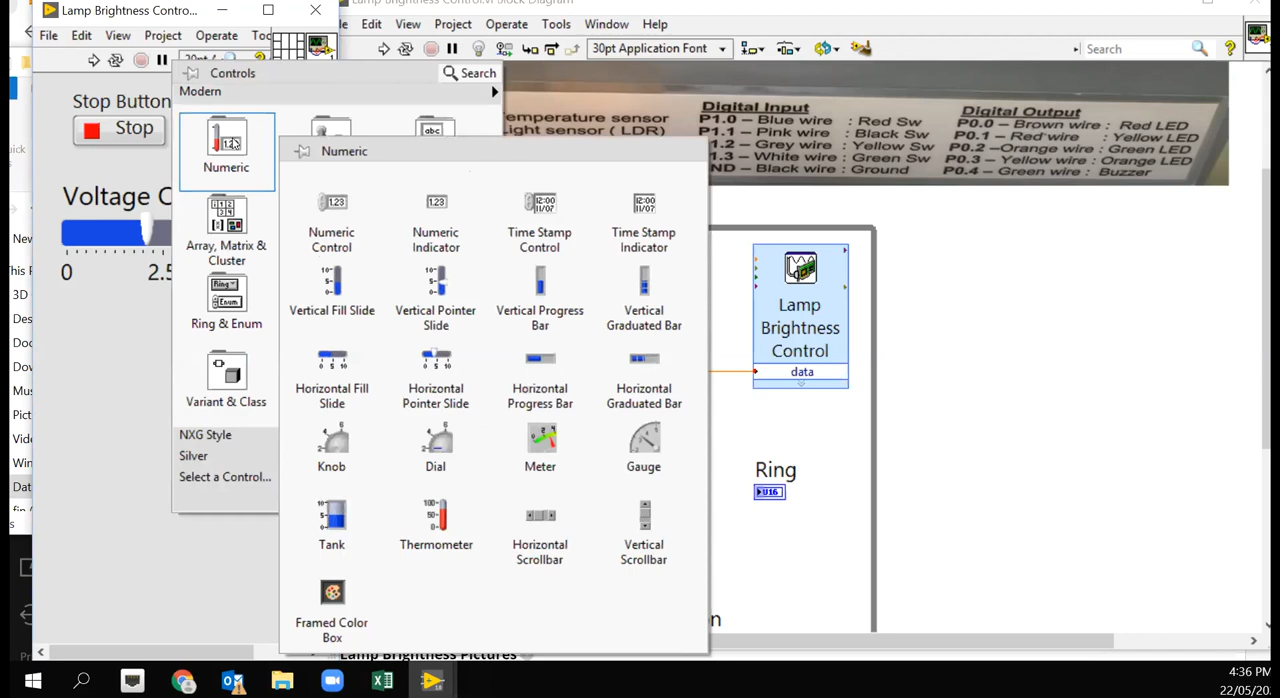 Lamp Brightness Contro...
Lamp Brightness Control.vi Block Diagram
File Edit View Project Operate
Edit View Project Operate Tools Window Help
30pt Application Font
Search
Controls
Search
Modern
Stop Button
Stop
Numeric
Array, Matrix &
Cluster
Ring & Enum
Variant & Class
NXG Style
Silver
Select a Control...
Voltage C
0 2.5
Numeric
Numeric
Control
Numeric
Indicator
Time Stamp
Control
Time Stamp
Indicator
Vertical Fill Slide
Vertical Pointer
Slide
Vertical Progress
Bar
Vertical
Graduated Bar
Horizontal Fill
Slide
Horizontal
Pointer Slide
Horizontal
Progress Bar
Horizontal
Graduated Bar
Knob
Dial
Meter
Gauge
Tank
Thermometer
Horizontal
Scrollbar
Vertical
Scrollbar
Framed Color
Box
emperature sensor
ight sensor ( LDR)
Digital Input
P1.0 – Blue wire : Red Sw
P1.1 – Pink wire : Black Sw
1.2 – Grey wire : Yellow Sw
1.3 – White wire : Green Sw
ND – Black wire : Ground
Digital Output
P0.0 – Brown wire : Red LED
P0.1 – Red wire : Yellow LED
P0.2 –Orange wire : Green LED
P0.3 – Yellow wire : Orange LED
P0.4 – Green wire : Buzzer
Lamp
Brightness
Control
data
Ring
U16
n
Lamp Brightness Pictures
4:36 PM
22/05/20